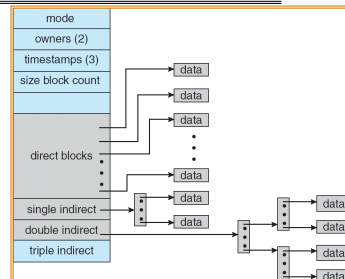 mode
owners (2)
timestamps (3)
size block count
data
data
data
direct blocks
data
data
single indirect
data
data
double indirect
data
triple indirect
data
data